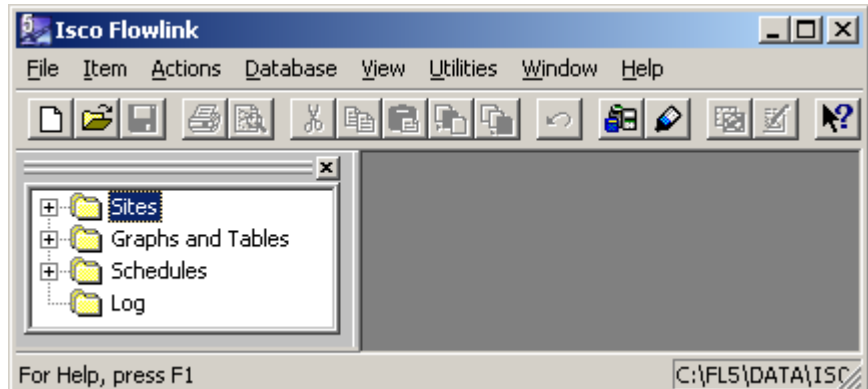 Isco Flowlink
File Item Actions Database View Utilities Window Help
Sites
Graphs and Tables
Schedules
Log
For Help, press F1
C:\FL5\DATA\ISC